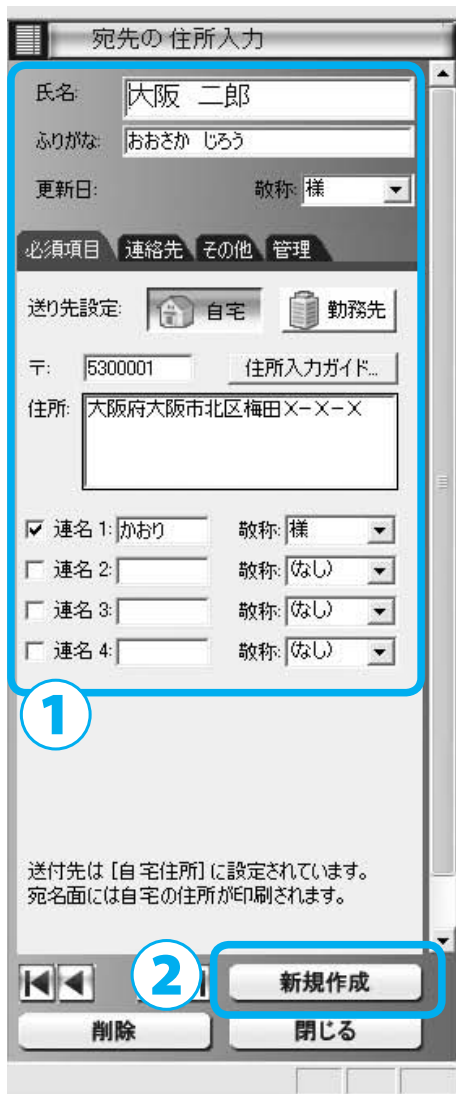 宛先の 住所入力
氏名: 大阪 二郎
ふりがな: おおさか じろう
更新日: 敬称: 様
必須項目 連絡先 その他 管理
送り先設定: 自宅 勤務先
〒: 5300001 住所入力ガイド...
住所: 大阪府大阪市北区梅田X-X-X
連名 1: かおり 敬称: 様
連名 2: 敬称: (なし)
連名 3: 敬称: (なし)
連名 4: 敬称: (なし)
1
送付先は [自宅住所] に設定されています。
宛名面には自宅の住所が印刷されます。
2 新規作成
削除 閉じる